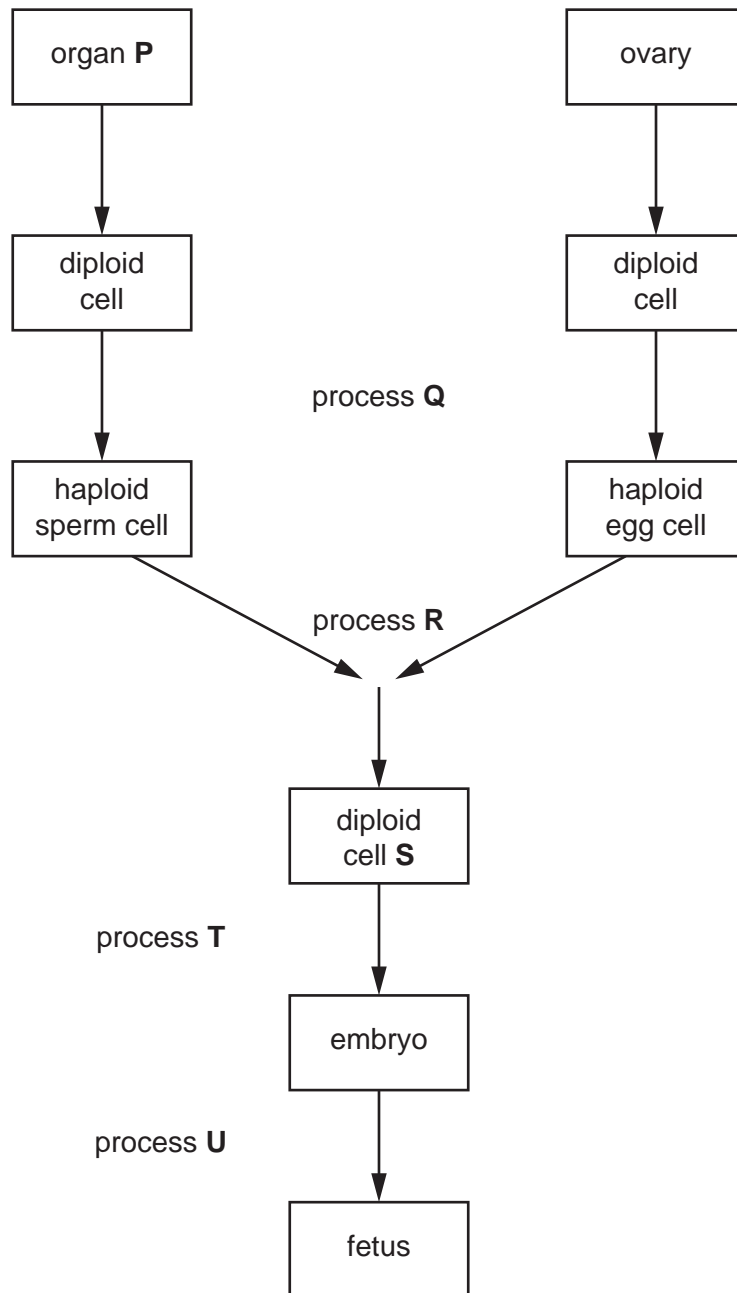 organ P
ovary
diploid
cell
diploid
cell
process Q
haploid
sperm cell
haploid
egg cell
process R
diploid
cell S
process T
embryo
process U
fetus